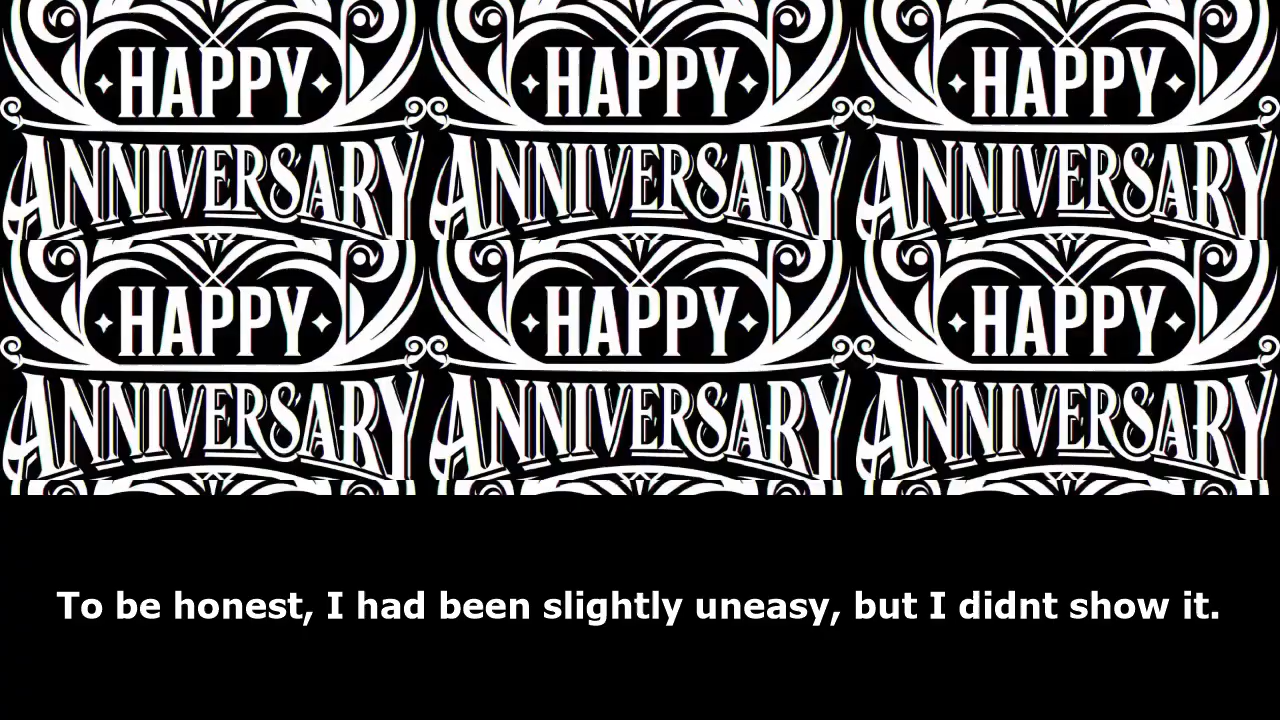 HAPPY HAPPY HAPPY
ANNIVERSARY ANNIVERSARY ANNIVERSARY
HAPPY HAPPY HAPPY
ANNIVERSARY ANNIVERSARY ANNIVERSARY
To be honest, I had been slightly uneasy, but I didnt show it.